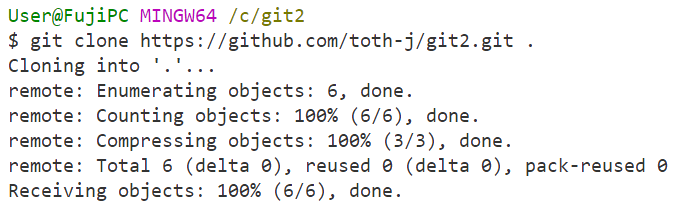 User@FujiPC MINGW64 /c/git2
$ git clone https://github.com/toth-j/git2.git .
Cloning into '.'...
remote: Enumerating objects: 6, done.
remote: Counting objects: 100% (6/6), done.
remote: Compressing objects: 100% (3/3), done.
remote: Total 6 (delta 0), reused 0 (delta 0), pack-reused 0
Receiving objects: 100% (6/6), done.